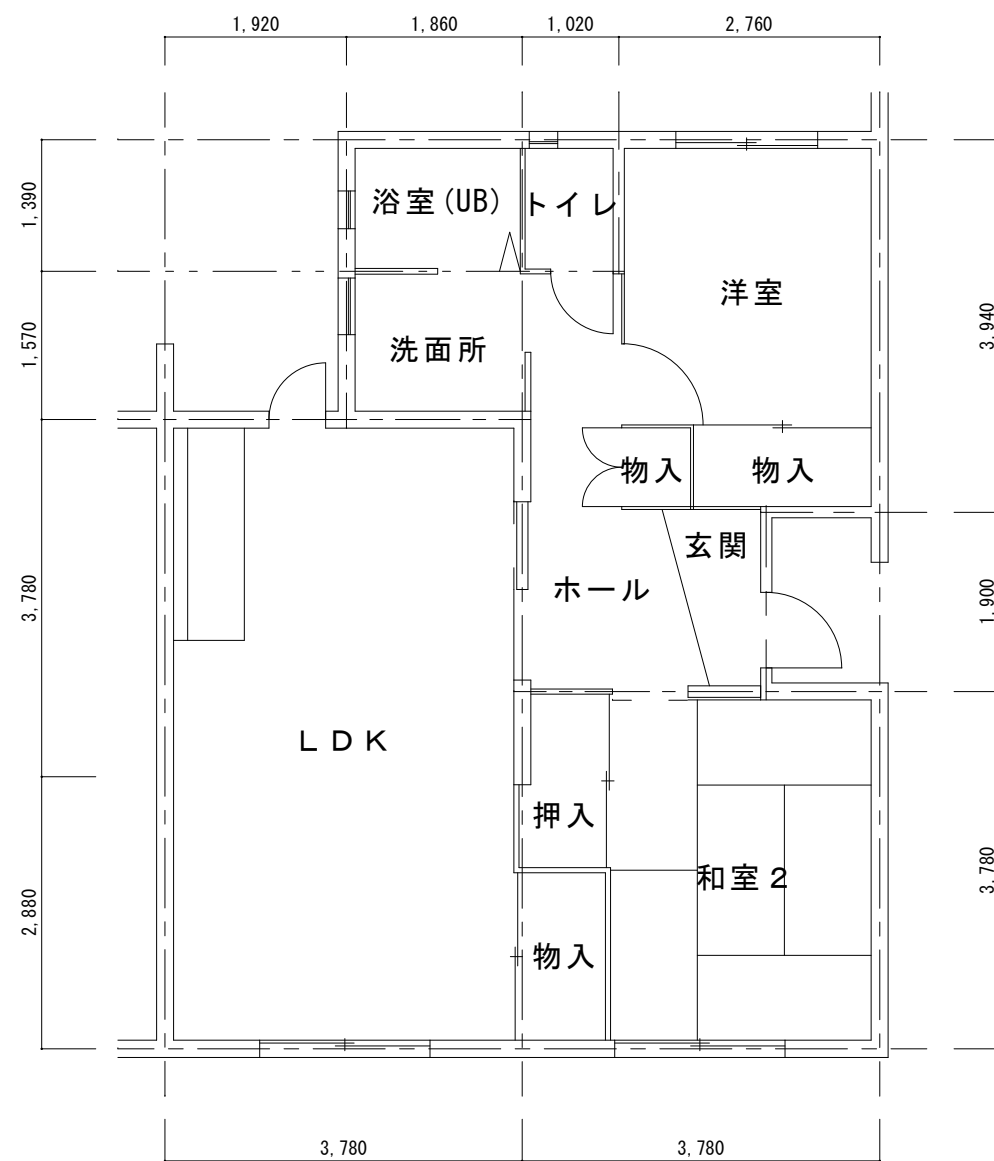 1,920
1,860
1,020
2,760
1,390
浴室(UB)
トイレ
洋室
3,940
1,570
洗面所
物入
物入
玄関
ホール
3,780
1,900
LDK
押入
和室2
3,780
2,880
物入
3,780
3,780